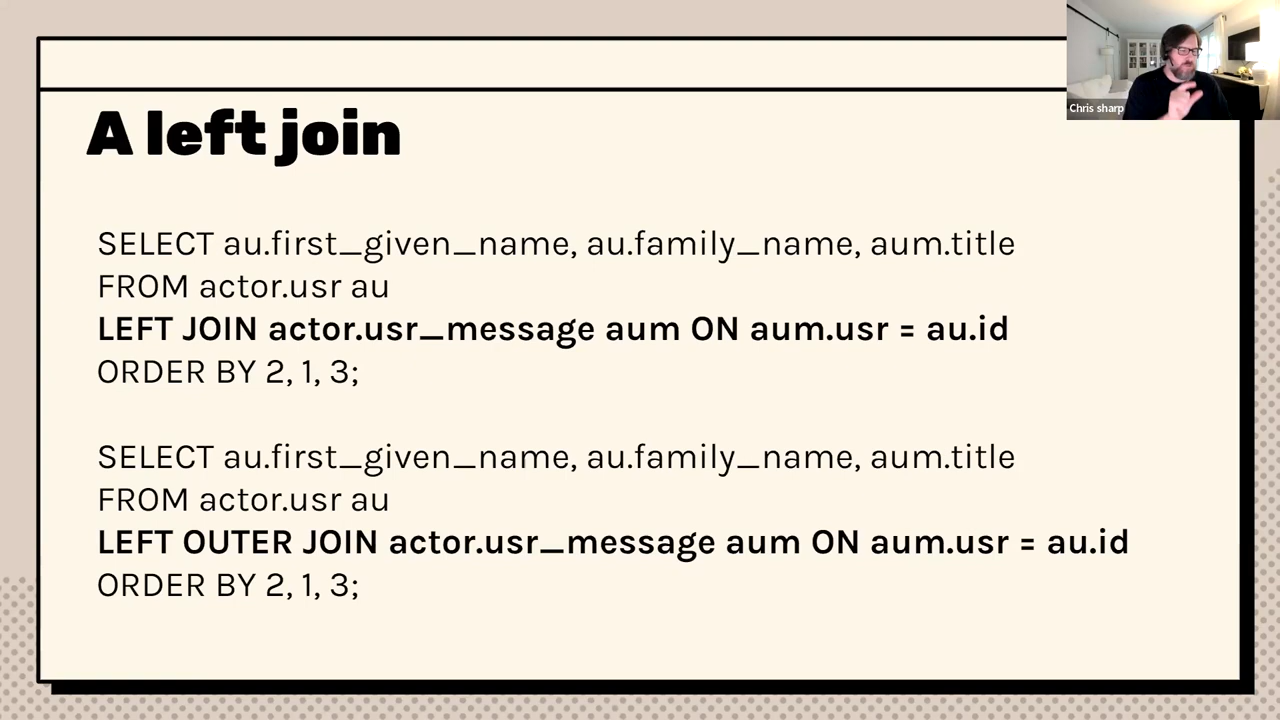 Chris sharp
A left join
SELECT au.first_given_name, au.family_name, aum.title
FROM actor.usr au
LEFT JOIN actor.usr_message aum ON aum.usr = au.id
ORDER BY 2, 1, 3;
SELECT au.first_given_name, au.family_name, aum.title
FROM actor.usr au
LEFT OUTER JOIN actor.usr_message aum ON aum.usr = au.id
ORDER BY 2, 1, 3;